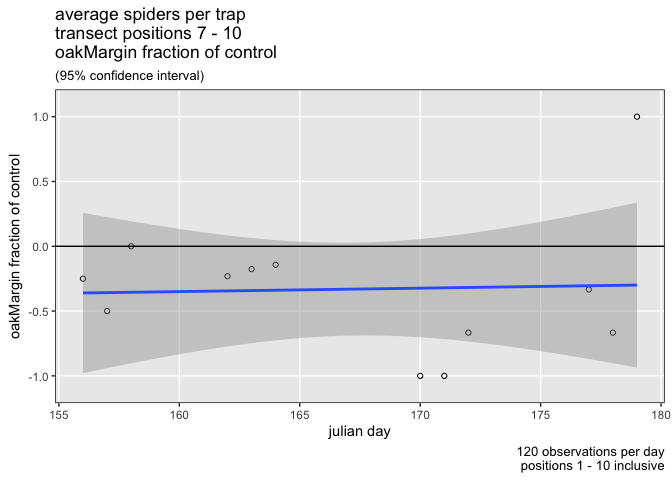 average spiders per trap
transect positions 7 - 10
oakMargin fraction of control
(95% confidence interval)
oakMargin fraction of control
1.0
0.5
0.0
-0.5
-1.0
155 160 165 170 175 180
julian day
120 observations per day
positions 1 - 10 inclusive